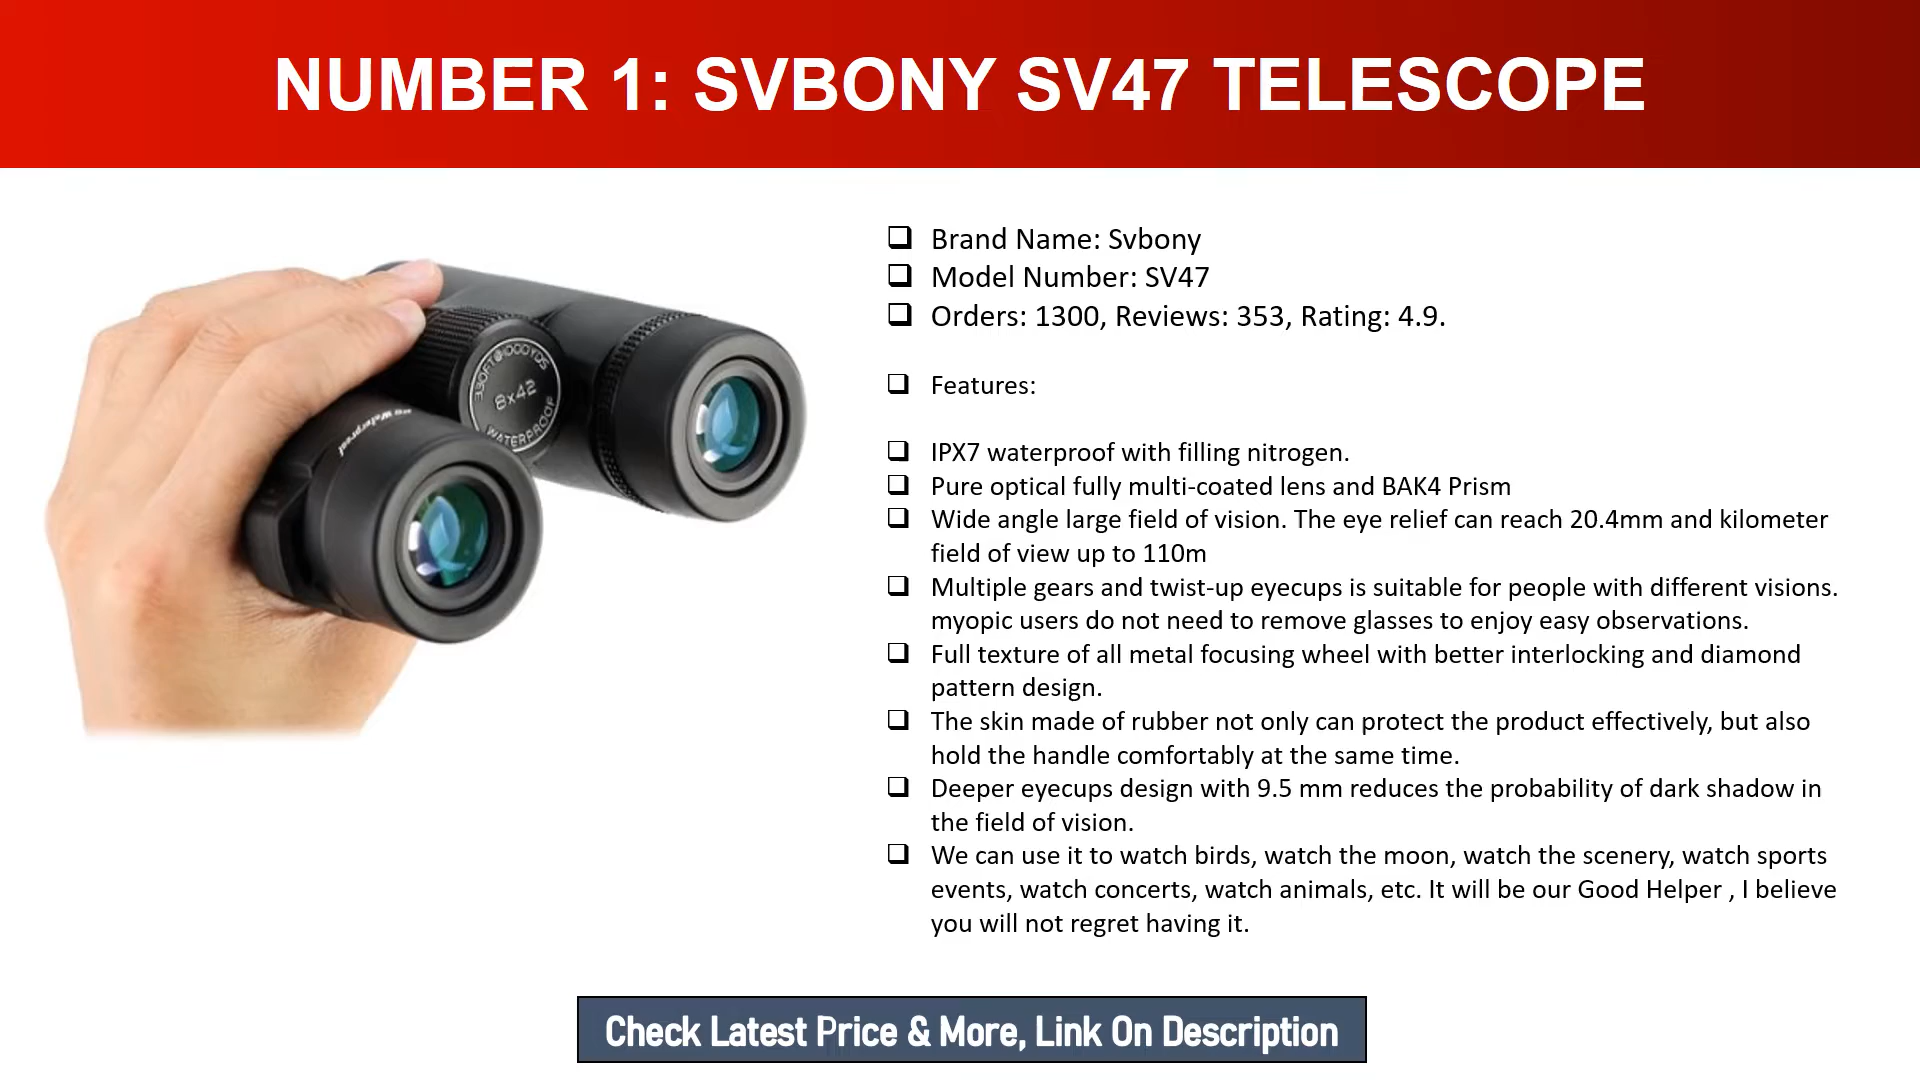 NUMBER 1: SVBONY SV47 TELESCOPE
Brand Name: Svbony
Model Number: SV47
Orders: 1300, Reviews: 353, Rating: 4.9.
Features:
IPX7 waterproof with filling nitrogen.
Pure optical fully multi-coated lens and BAK4 Prism
Wide angle large field of vision. The eye relief can reach 20.4mm and kilometer
field of view up to 110m
Multiple gears and twist-up eyecups is suitable for people with different visions.
myopic users do not need to remove glasses to enjoy easy observations.
Full texture of all metal focusing wheel with better interlocking and diamond
pattern design.
The skin made of rubber not only can protect the product effectively, but also
hold the handle comfortably at the same time.
Deeper eyecups design with 9.5 mm reduces the probability of dark shadow in
the field of vision.
We can use it to watch birds, watch the moon, watch the scenery, watch sports
events, watch concerts, watch animals, etc. It will be our Good Helper , I believe
you will not regret having it.
330FT@1000YDS
8x42
WATERPROOF
Waterproof
Check Latest Price & More, Link On Description